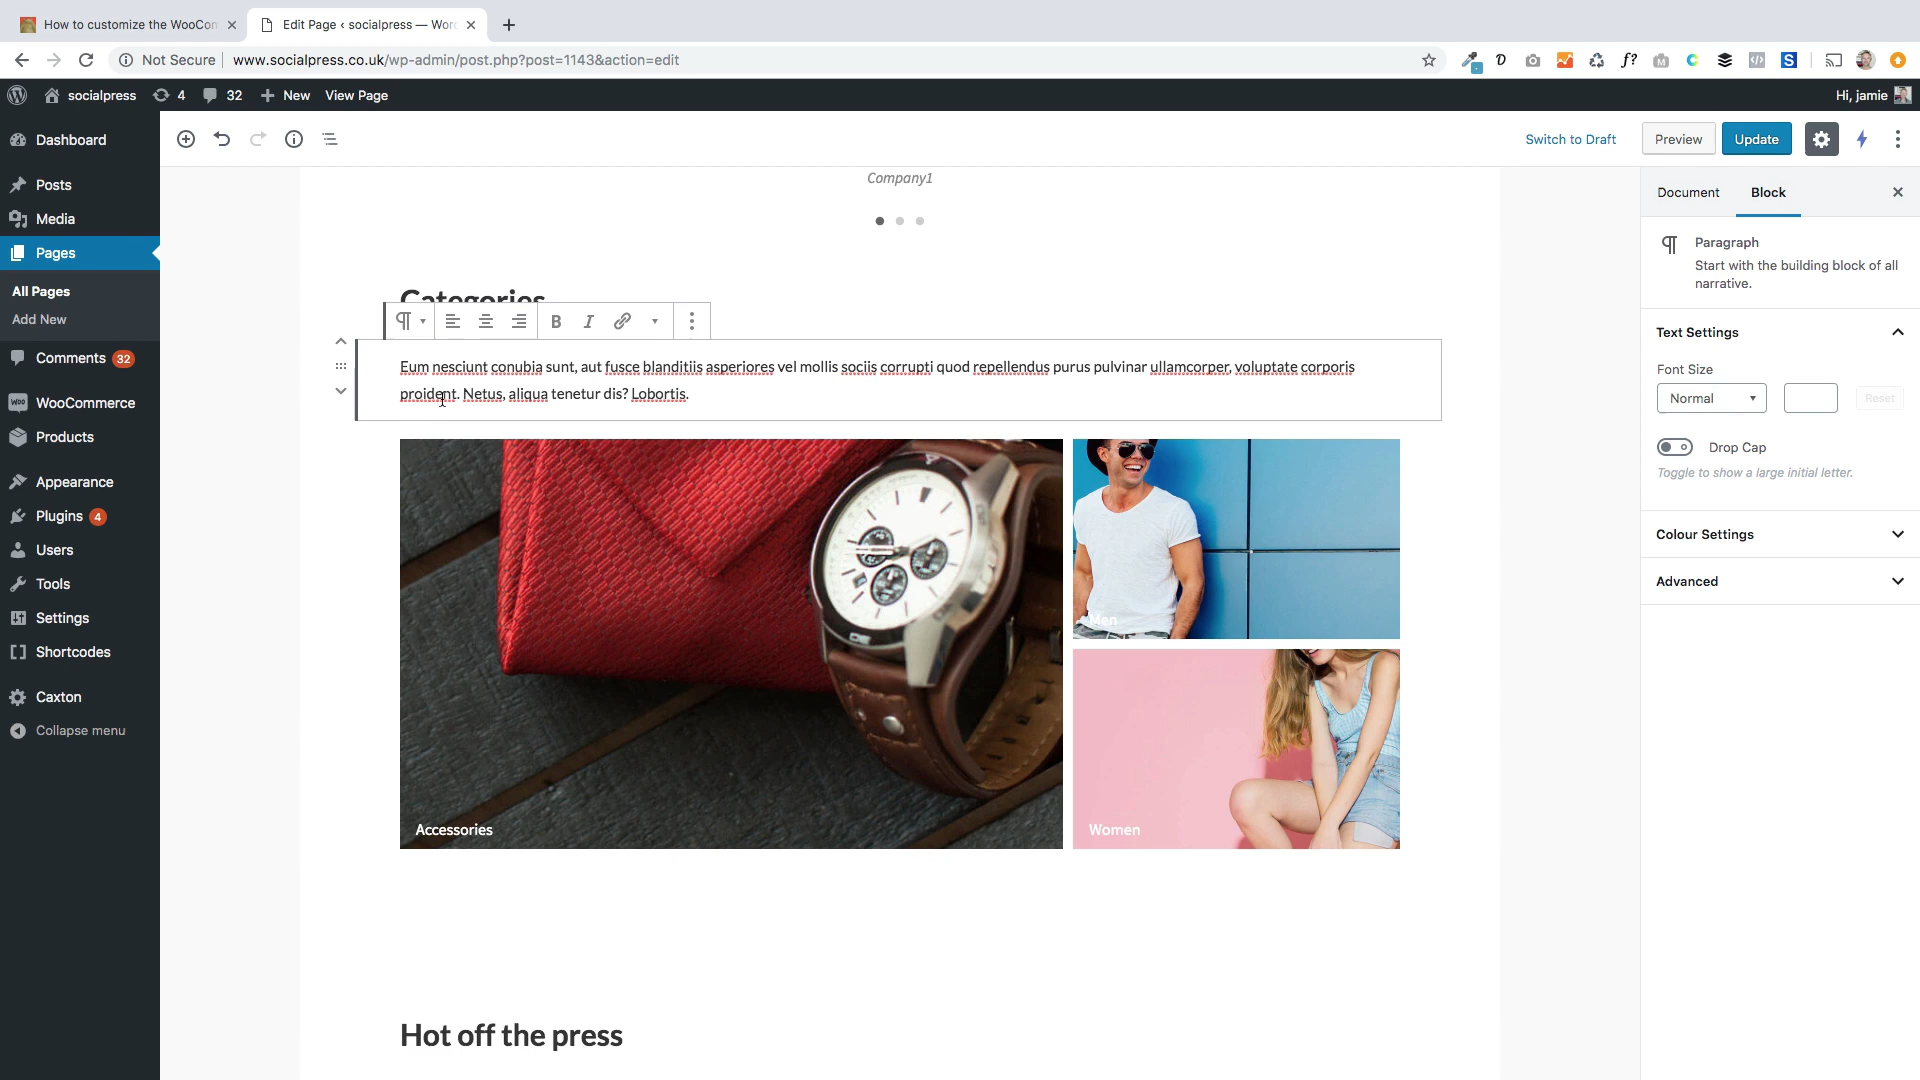 How to customize the WooCom
Edit Page ‹ socialpress — Word
Not Secure
www.socialpress.co.uk/wp-admin/post.php?post=1143&action=edit
socialpress
4
32
New
View Page
Hi, jamie
Dashboard
Posts
Media
Pages
All Pages
Add New
Comments 32
WooCommerce
Products
Appearance
Plugins 4
Users
Tools
Settings
Shortcodes
Caxton
Collapse menu
Switch to Draft
Preview
Update
Company1
Categories
Eum nesciunt conubia sunt, aut fusce blanditiis asperiores vel mollis sociis corrupti quod repellendus purus pulvinar ullamcorper, voluptate corporis
proident. Netus, aliqua tenetur dis? Lobortis.
Accessories
Men
Women
Hot off the press
Document
Block
Paragraph
Start with the building block of all
narrative.
Text Settings
Font Size
Normal
Reset
Drop Cap
Toggle to show a large initial letter.
Colour Settings
Advanced